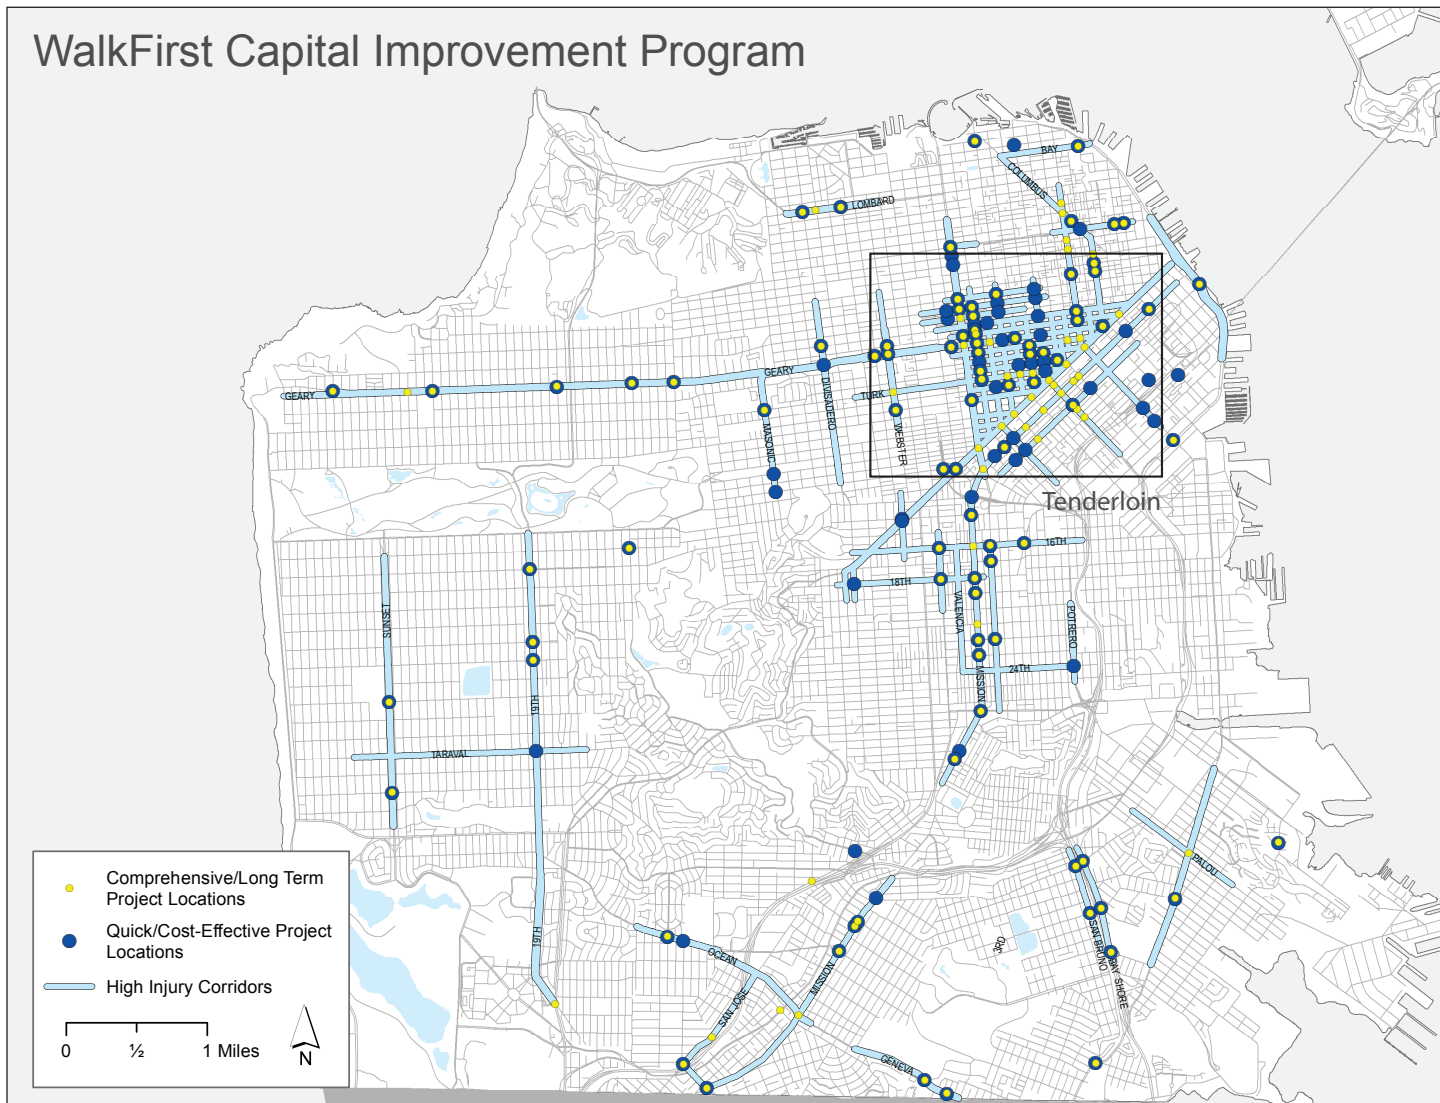 WalkFirst Capital Improvement Program
BAY
COLUMBUS
LOMBARD
GEARY
GEARY
TURK
DIVISADERO
MASONIC
WEBSTER
Tenderloin
16TH
18TH
VALENCIA
POTRERO
24TH
MISSION
SUNSET
19TH
TARAVAL
PALOU
3RD
SAN BRUNO
BAY SHORE
19TH
OCEAN
MISSION
SAN JOSE
GENEVA
Comprehensive/Long Term
Project Locations
Quick/Cost-Effective Project
Locations
High Injury Corridors
0 ½ 1 Miles
N